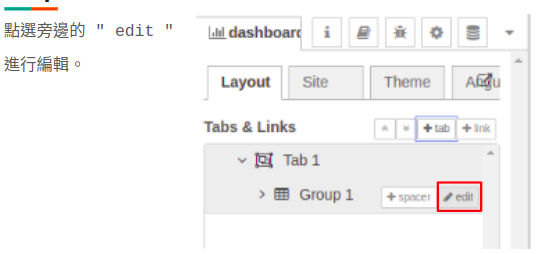 點選旁邊的 " edit "
進行編輯。
dashboard
Layout Site Theme
Tabs & Links
tab link
Tab 1
Group 1 spacer edit